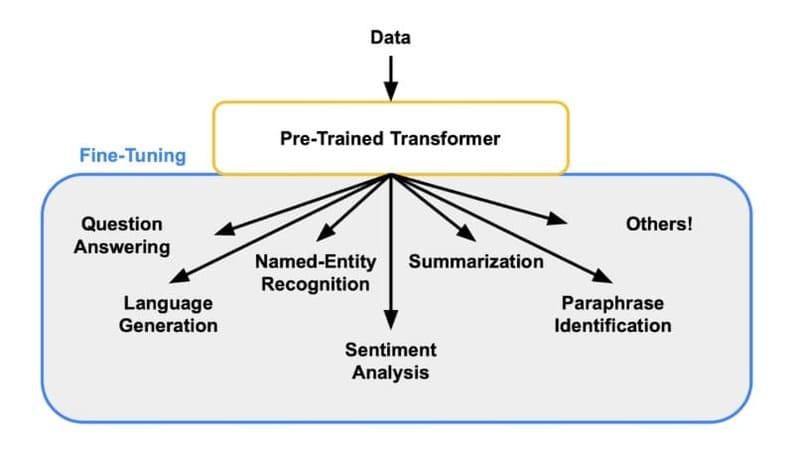 Data
Pre-Trained Transformer
Fine-Tuning
Question
Answering
Others!
Named-Entity
Recognition
Summarization
Language
Generation
Paraphrase
Identification
Sentiment
Analysis